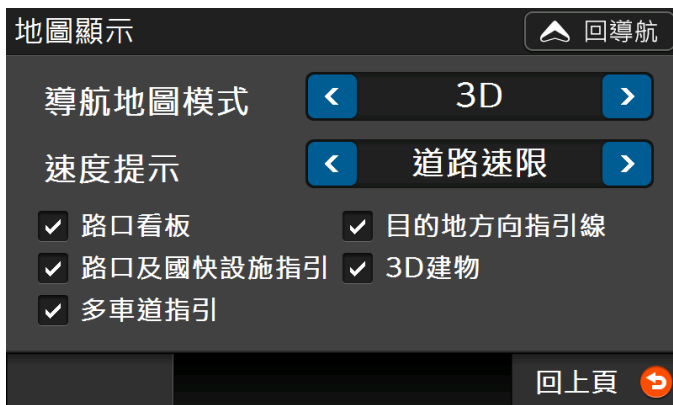 地圖顯示 回導航
導航地圖模式 3D
速度提示 道路速限
路口看板 目的地方向指引線
路口及國快設施指引 3D建物
多車道指引
回上頁